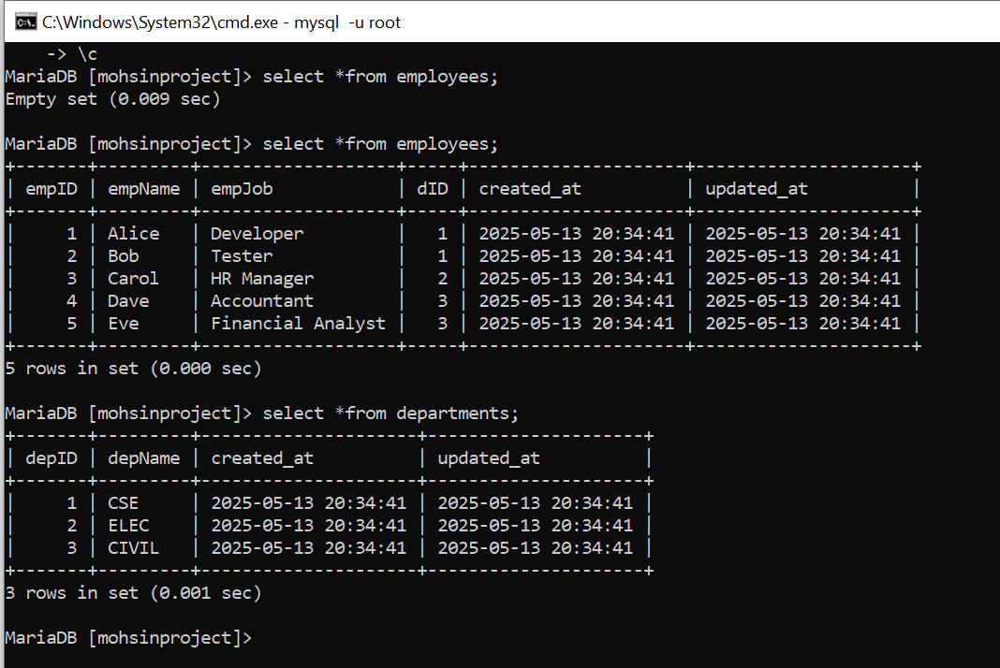 C:\Windows\System32\cmd.exe - mysql  -u root
    -> \c
MariaDB [mohsinproject]> select *from employees;
Empty set (0.009 sec)

MariaDB [mohsinproject]> select *from employees;
+-------+---------+-------------------+-----+---------------------+---------------------+
| empID | empName | empJob            | dID | created_at          | updated_at          |
+-------+---------+-------------------+-----+---------------------+---------------------+
|     1 | Alice   | Developer         |   1 | 2025-05-13 20:34:41 | 2025-05-13 20:34:41 |
|     2 | Bob     | Tester            |   1 | 2025-05-13 20:34:41 | 2025-05-13 20:34:41 |
|     3 | Carol   | HR Manager        |   2 | 2025-05-13 20:34:41 | 2025-05-13 20:34:41 |
|     4 | Dave    | Accountant        |   3 | 2025-05-13 20:34:41 | 2025-05-13 20:34:41 |
|     5 | Eve     | Financial Analyst |   3 | 2025-05-13 20:34:41 | 2025-05-13 20:34:41 |
+-------+---------+-------------------+-----+---------------------+---------------------+
5 rows in set (0.000 sec)

MariaDB [mohsinproject]> select *from departments;
+-------+---------+---------------------+---------------------+
| depID | depName | created_at          | updated_at          |
+-------+---------+---------------------+---------------------+
|     1 | CSE     | 2025-05-13 20:34:41 | 2025-05-13 20:34:41 |
|     2 | ELEC    | 2025-05-13 20:34:41 | 2025-05-13 20:34:41 |
|     3 | CIVIL   | 2025-05-13 20:34:41 | 2025-05-13 20:34:41 |
+-------+---------+---------------------+---------------------+
3 rows in set (0.001 sec)

MariaDB [mohsinproject]>